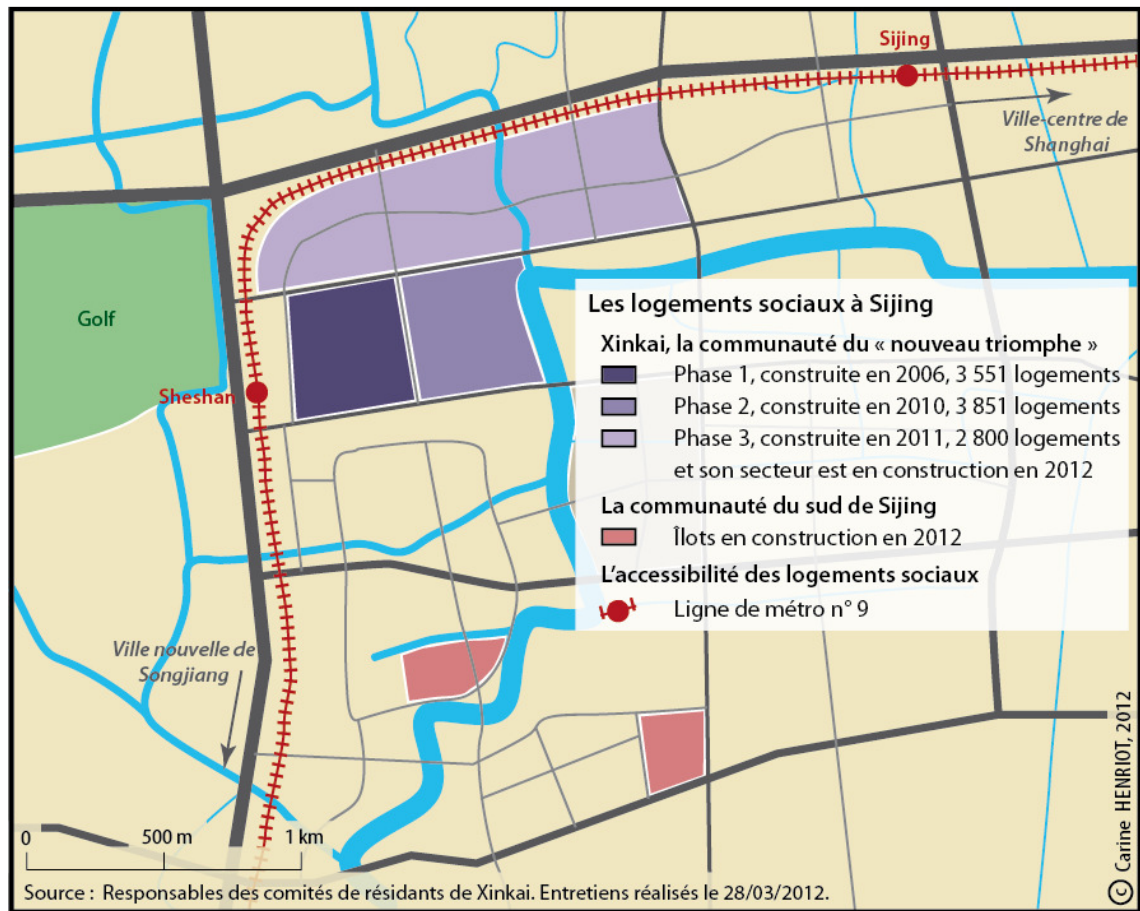 Sijing
Ville-centre de
Shanghai
Golf
Sheshan
Les logements sociaux à Sijing
Xinkai, la communauté du « nouveau triomphe »
Phase 1, construite en 2006, 3 551 logements
Phase 2, construite en 2010, 3 851 logements
Phase 3, construite en 2011, 2 800 logements
et son secteur est en construction en 2012
La communauté du sud de Sijing
Îlots en construction en 2012
L'accessibilité des logements sociaux
Ligne de métro n° 9
Ville nouvelle de
Songjiang
0 500 m 1 km
Source : Responsables des comités de résidants de Xinkai. Entretiens réalisés le 28/03/2012.
© Carine HENRIOT, 2012